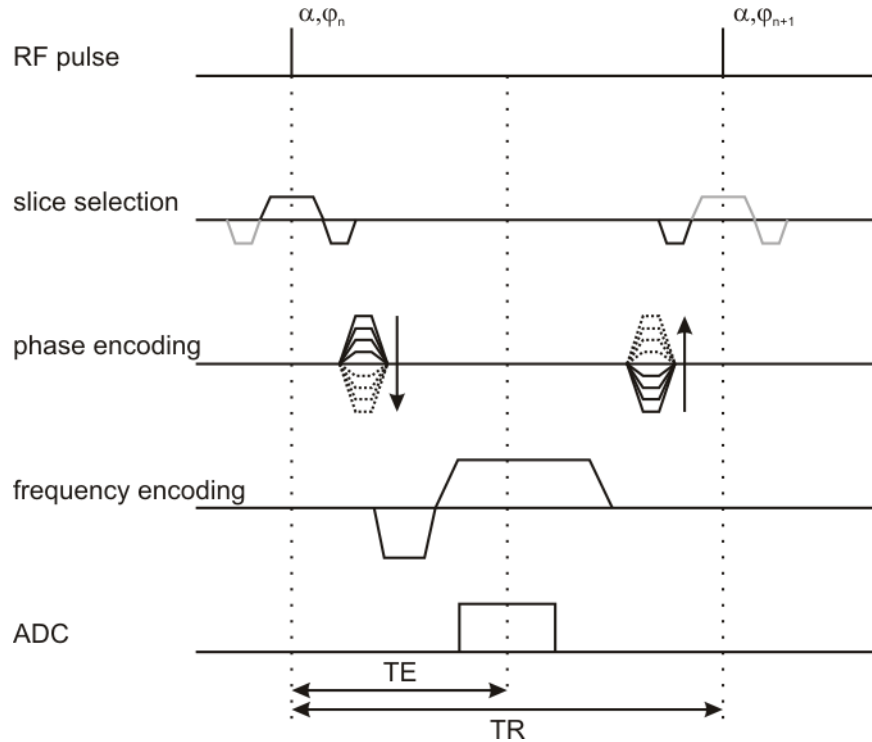 α,φn
α,φn+1
RF pulse
slice selection
phase encoding
frequency encoding
ADC
TE
TR